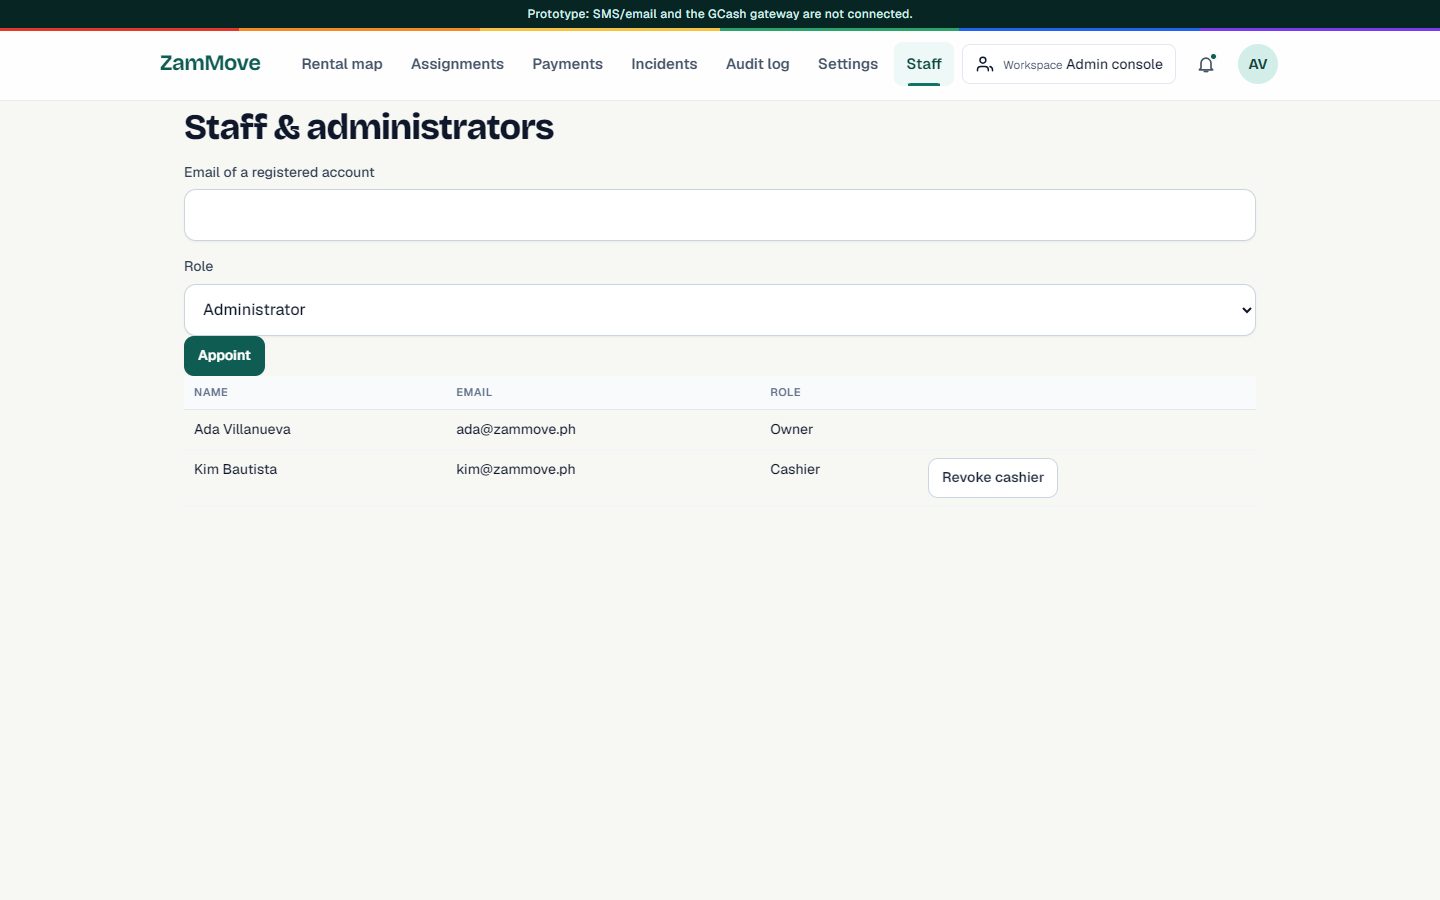 Prototype: SMS/email and the GCash gateway are not connected.
ZamMove Rental map Assignments Payments Incidents Audit log Settings Staff Workspace Admin console AV
Staff & administrators
Email of a registered account
Role
Administrator
Appoint
NAME EMAIL ROLE
Ada Villanueva ada@zammove.ph Owner
Kim Bautista kim@zammove.ph Cashier Revoke cashier